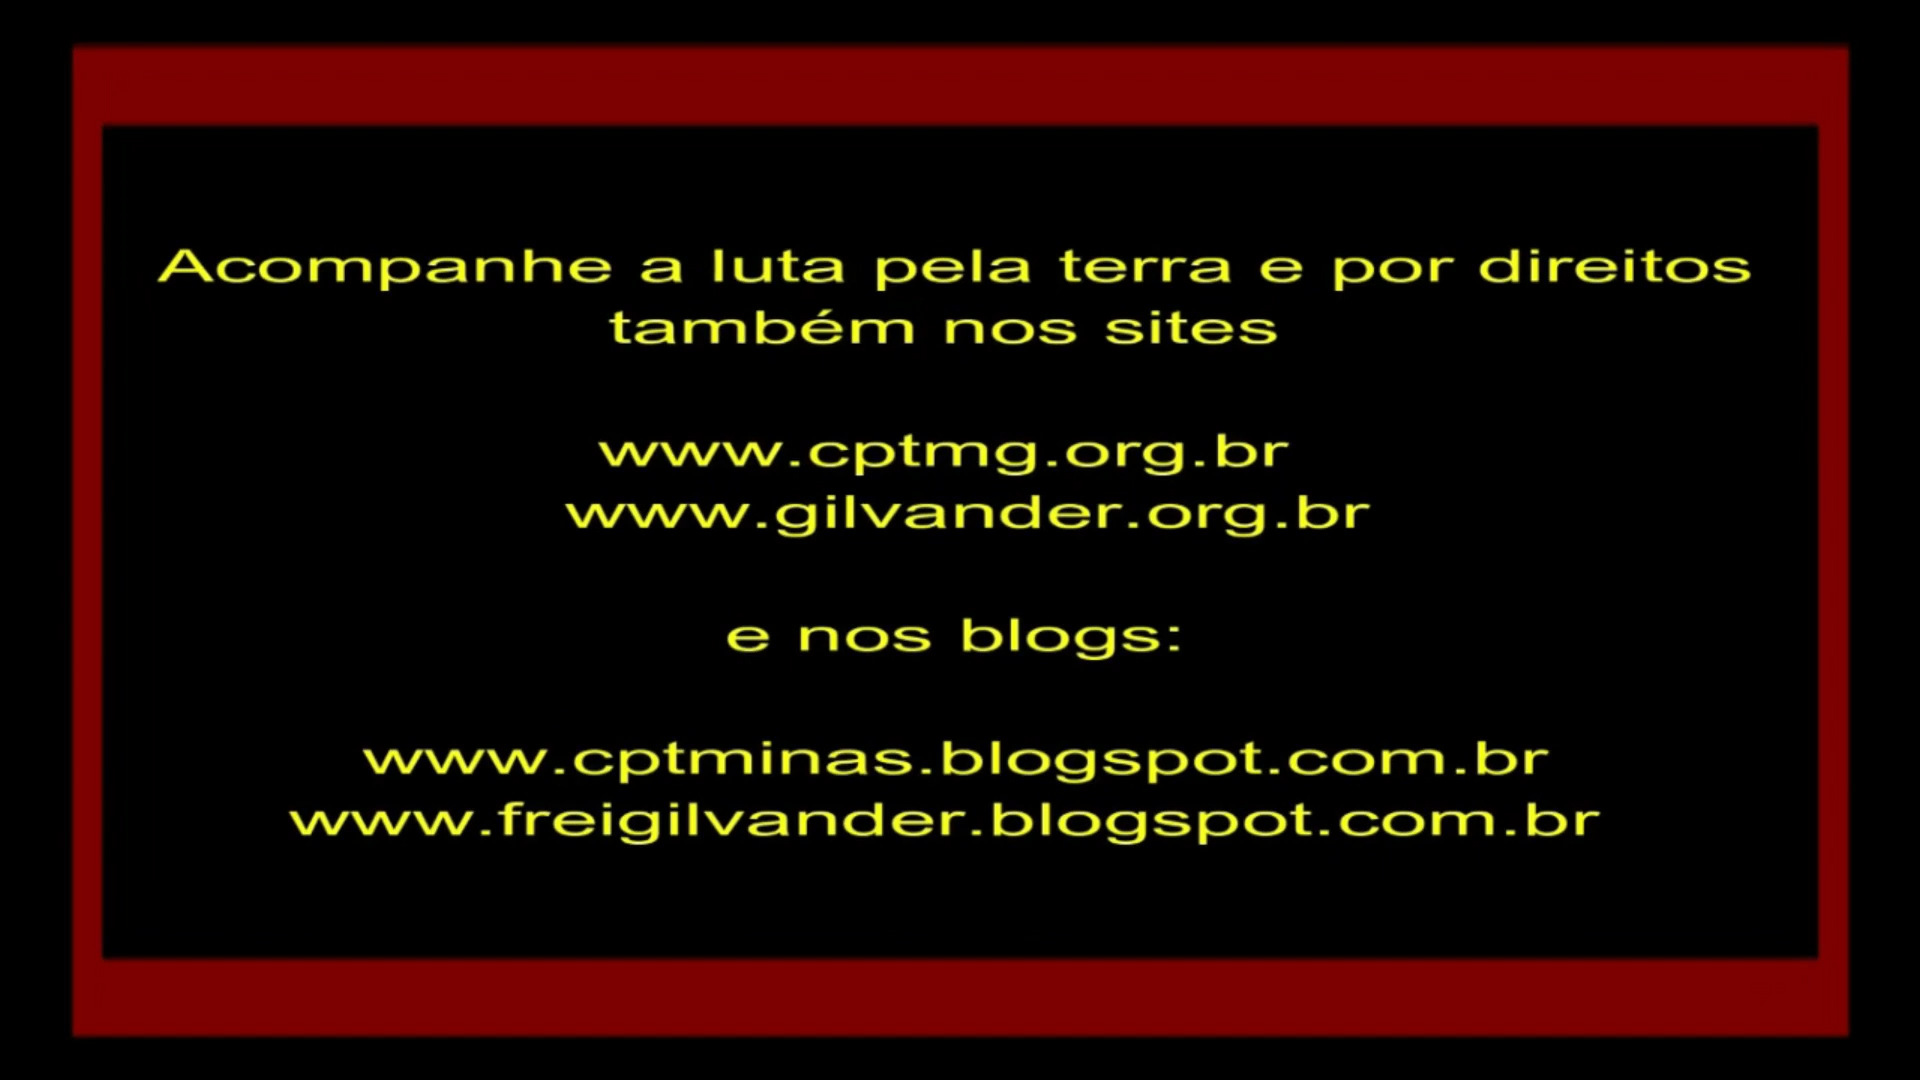 Acompanhe a luta pela terra e por direitos
também nos sites
www.cptmg.org.br
www.gilvander.org.br
e nos blogs:
www.cptminas.blogspot.com.br
www.freigilvander.blogspot.com.br